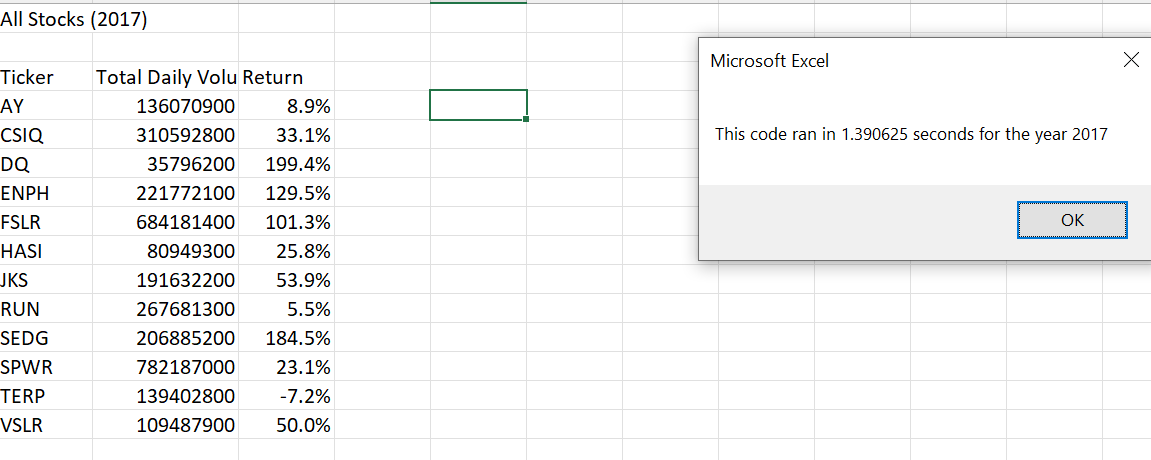 All Stocks (2017)
Microsoft Excel
Ticker Total Daily Volu Return
AY 136070900 8.9%
This code ran in 1.390625 seconds for the year 2017
CSIQ 310592800 33.1%
DQ 35796200 199.4%
ENPH 221772100 129.5%
FSLR 684181400 101.3%
OK
HASI 80949300 25.8%
JKS 191632200 53.9%
RUN 267681300 5.5%
SEDG 206885200 184.5%
SPWR 782187000 23.1%
TERP 139402800 -7.2%
VSLR 109487900 50.0%